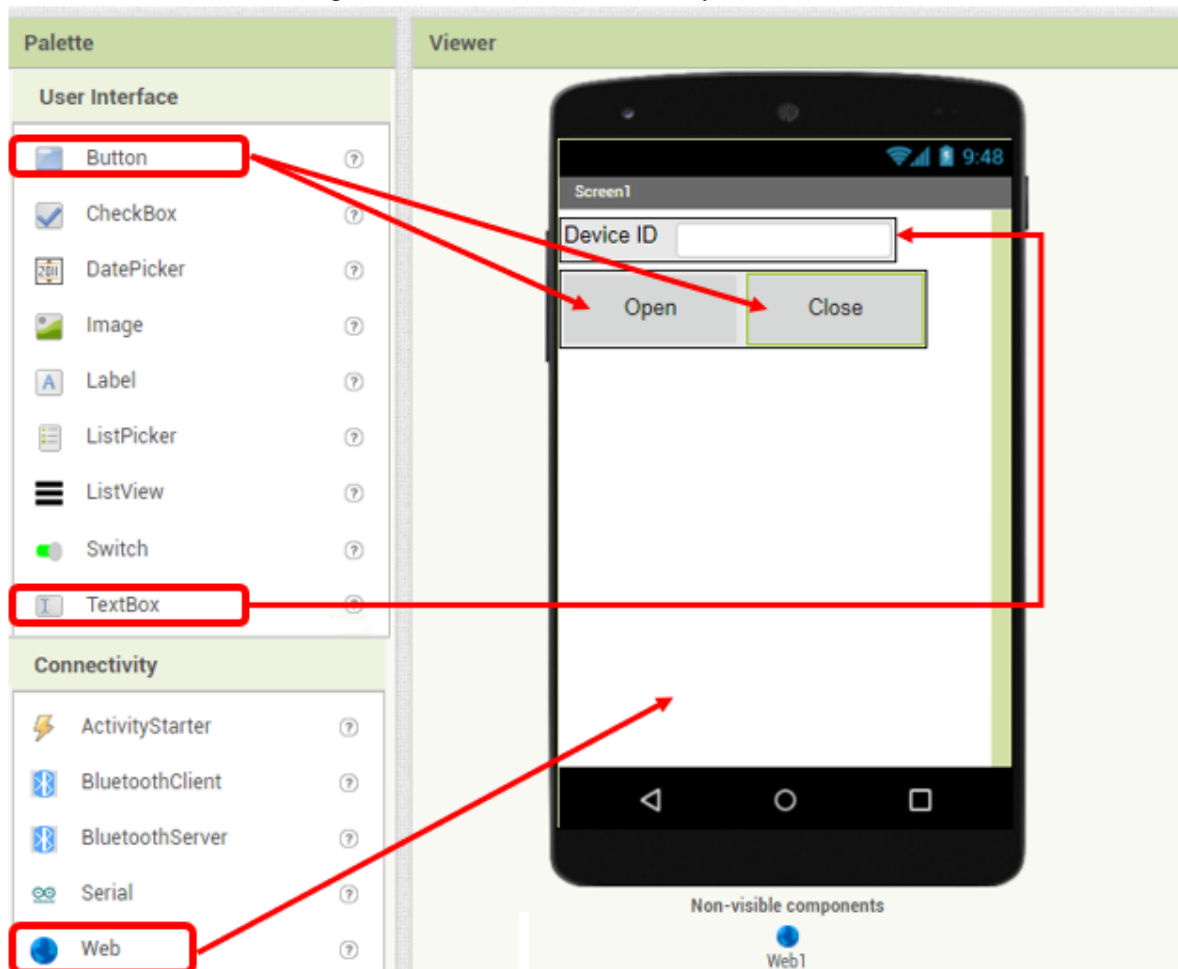 Palette
Viewer
User Interface
Button
CheckBox
DatePicker
Image
Label
ListPicker
ListView
Switch
TextBox
Connectivity
ActivityStarter
BluetoothClient
BluetoothServer
Serial
Web
9:48
Screen1
Device ID
Open
Close
Non-visible components
Web1